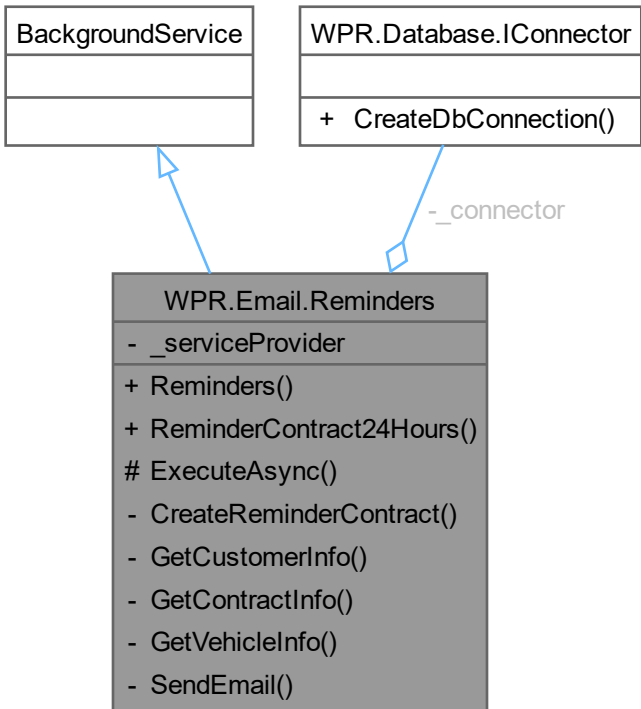 BackgroundService
WPR.Database.IConnector
+ CreateDbConnection()
-_connector
WPR.Email.Reminders
- _serviceProvider
+ Reminders()
+ ReminderContract24Hours()
# ExecuteAsync()
- CreateReminderContract()
- GetCustomerInfo()
- GetContractInfo()
- GetVehicleInfo()
- SendEmail()